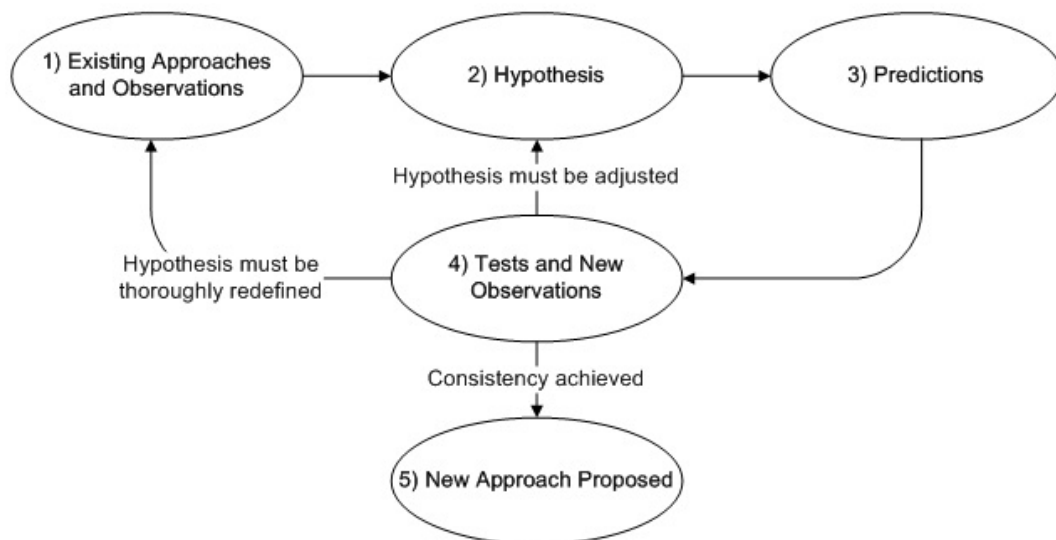 1) Existing Approaches
and Observations
2) Hypothesis
3) Predictions
Hypothesis must be adjusted
Hypothesis must be
thoroughly redefined
4) Tests and New
Observations
Consistency achieved
5) New Approach Proposed